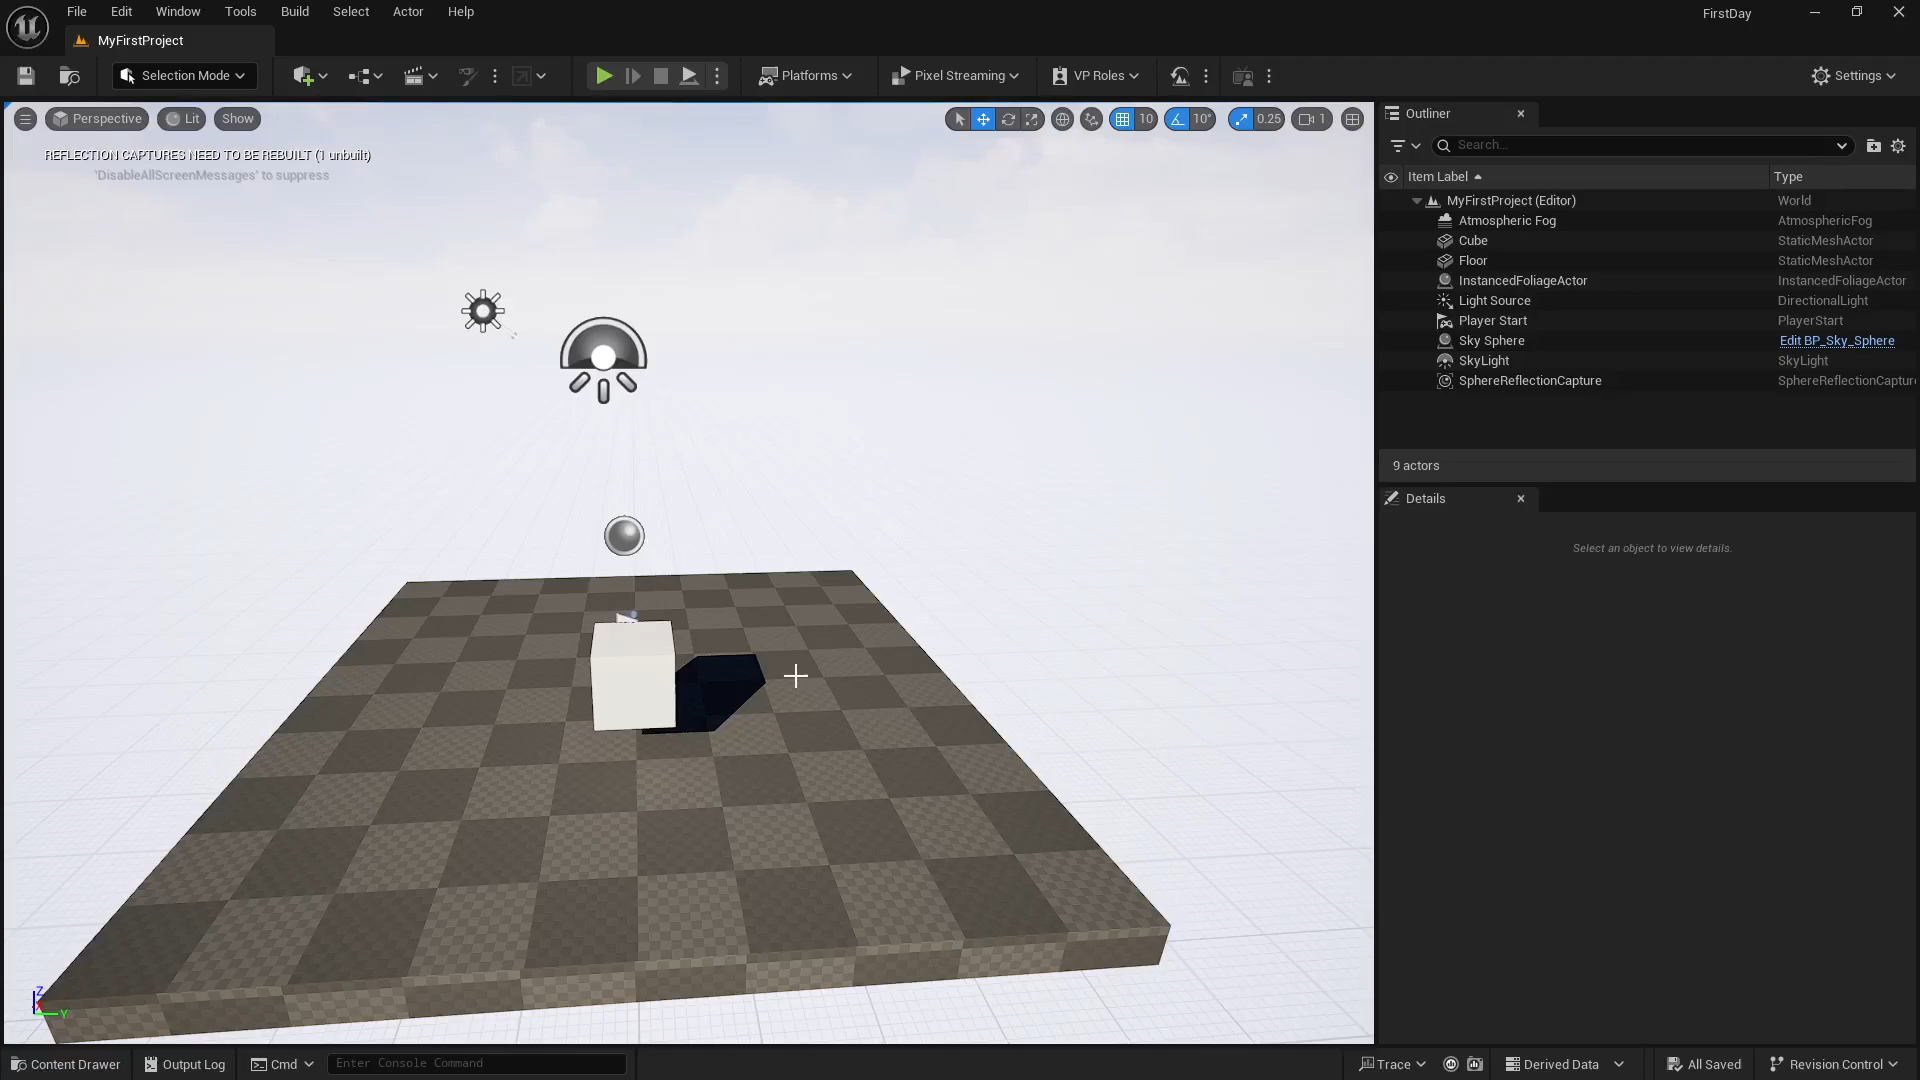 File Edit Window Tools Build Select Actor Help
FirstDay
MyFirstProject
Selection Mode
Platforms
Pixel Streaming
VP Roles
Settings
Perspective
Lit
Show
10
10°
0.25
1
REFLECTION CAPTURES NEED TO BE REBUILT (1 unbuilt)
'DisableAllScreenMessages' to suppress
Outliner
Search...
Item Label Type
MyFirstProject (Editor) World
Atmospheric Fog AtmosphericFog
Cube StaticMeshActor
Floor StaticMeshActor
InstancedFoliageActor InstancedFoliageActor
Light Source DirectionalLight
Player Start PlayerStart
Sky Sphere Edit BP_Sky_Sphere
SkyLight SkyLight
SphereReflectionCapture SphereReflectionCapture
9 actors
Details
Select an object to view details.
Z
X
Y
Content Drawer
Output Log
Cmd
Enter Console Command
Trace
Derived Data
All Saved
Revision Control